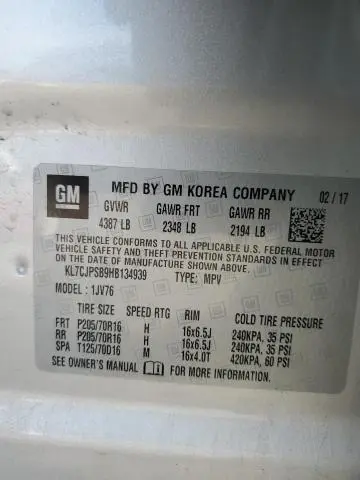 GM
MFD BY GM KOREA COMPANY 02/17
GVWR GAWR FRT GAWR RR
4387 LB 2348 LB 2194 LB
THIS VEHICLE CONFORMS TO ALL APPLICABLE U.S. FEDERAL MOTOR
VEHICLE SAFETY AND THEFT PREVENTION STANDARDS IN EFFECT
ON THE DATE OF MANUFACTURE SHOWN ABOVE.
KL7CJPSB9HB134939 TYPE: MPV
MODEL : 1JV76
TIRE SIZE SPEED RTG RIM COLD TIRE PRESSURE
FRT P205/70R16 H 16x6.5J 240KPA, 35 PSI
RR P205/70R16 H 16x6.5J 240KPA, 35 PSI
SPA T125/70D16 M 16x4.0T 420KPA, 60 PSI
SEE OWNER'S MANUAL FOR MORE INFORMATION.